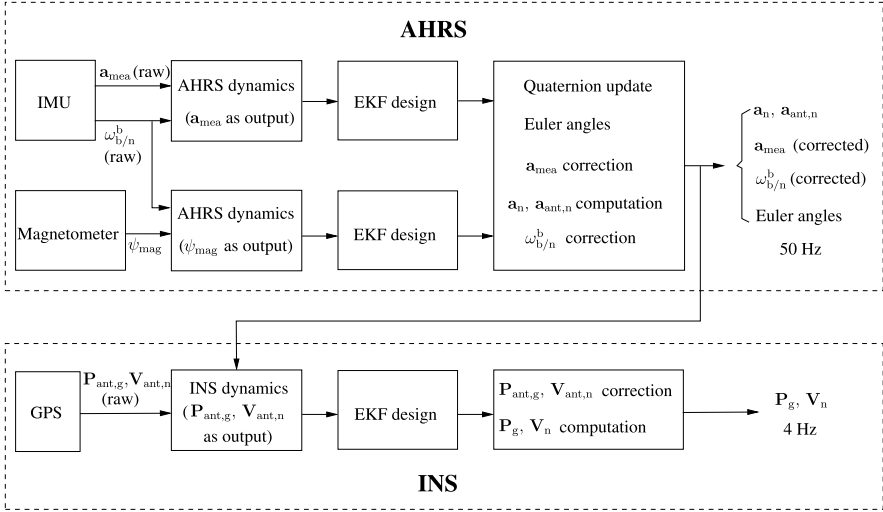 AHRS
IMU
a_mea (raw)
ω^b_b/n
(raw)
AHRS dynamics
(a_mea as output)
EKF design
Magnetometer
ψ_mag
AHRS dynamics
(ψ_mag as output)
EKF design
Quaternion update
Euler angles
a_mea correction
a_n, a_ant,n computation
ω^b_b/n correction
a_n, a_ant,n
a_mea (corrected)
ω^b_b/n (corrected)
Euler angles
50 Hz
GPS
P_ant,g, V_ant,n
(raw)
INS dynamics
(P_ant,g, V_ant,n
as output)
EKF design
P_ant,g, V_ant,n correction
P_g, V_n computation
P_g, V_n
4 Hz
INS